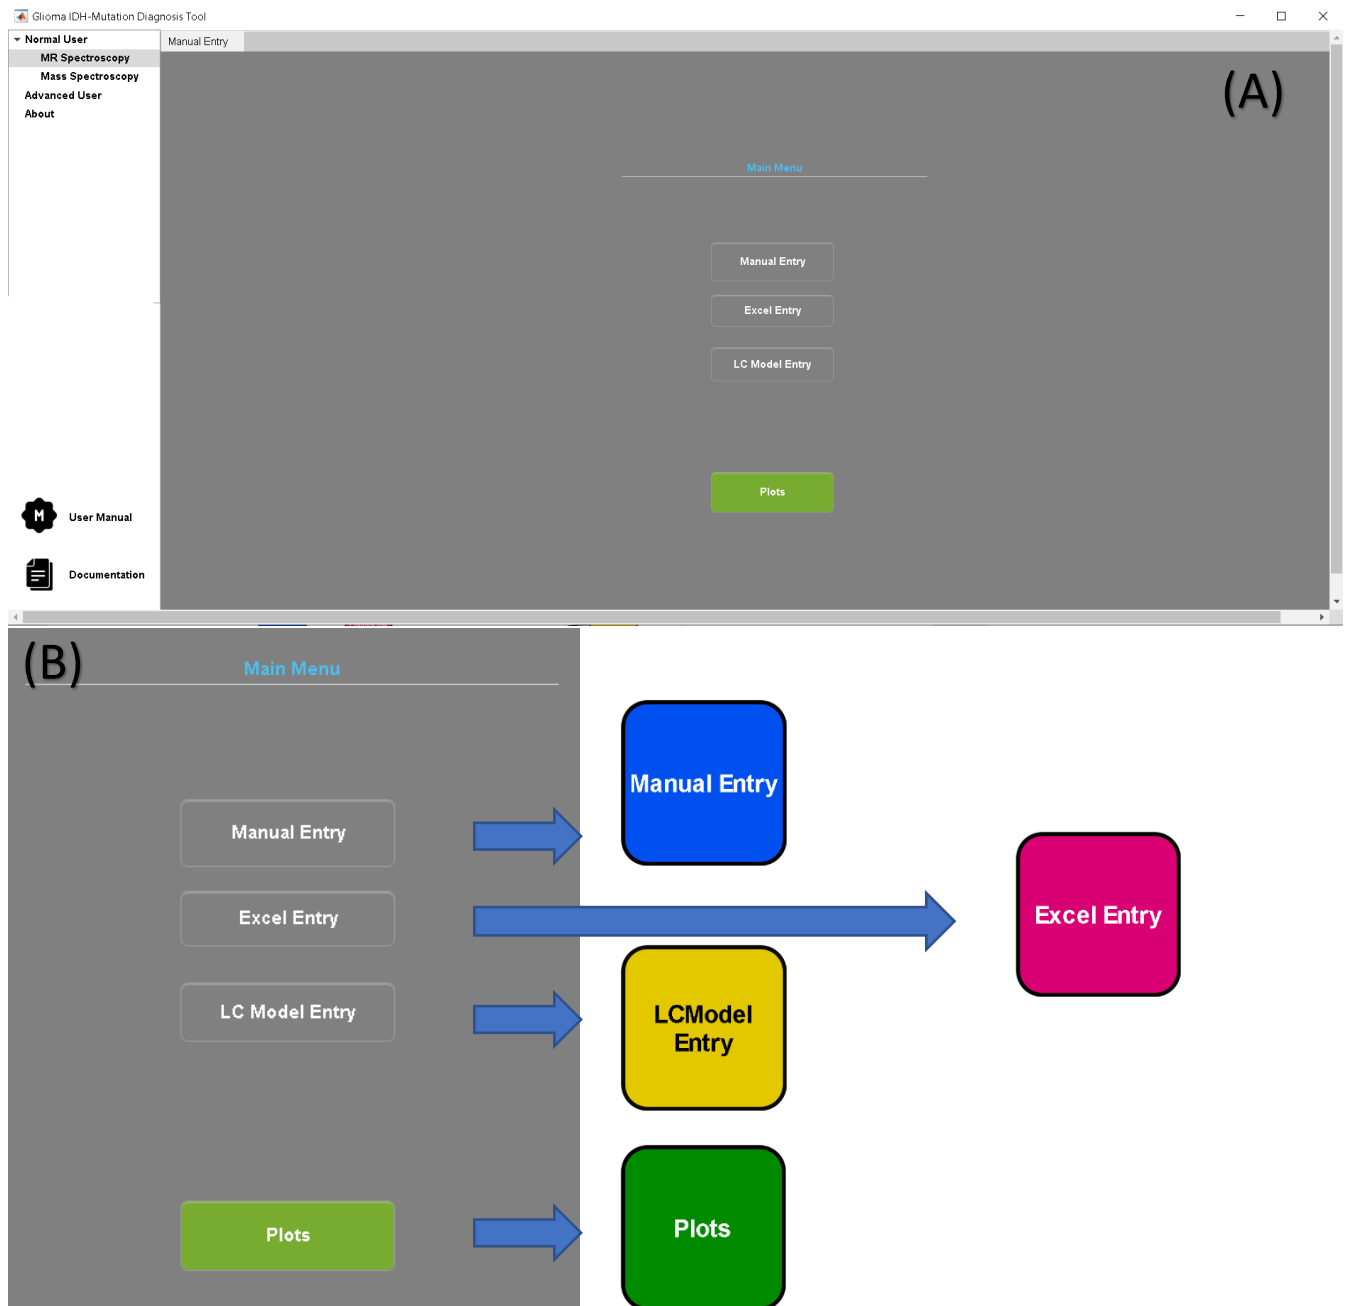 Glioma IDH-Mutation Diagnosis Tool
Normal User
MR Spectroscopy
Mass Spectroscopy
Advanced User
About
User Manual
Documentation
Manual Entry
(A)
Main Menu
Manual Entry
Excel Entry
LC Model Entry
Plots
M
(B)
Main Menu
Manual Entry
Excel Entry
LC Model Entry
Plots
Manual Entry
Excel Entry
LCModel
Entry
Plots